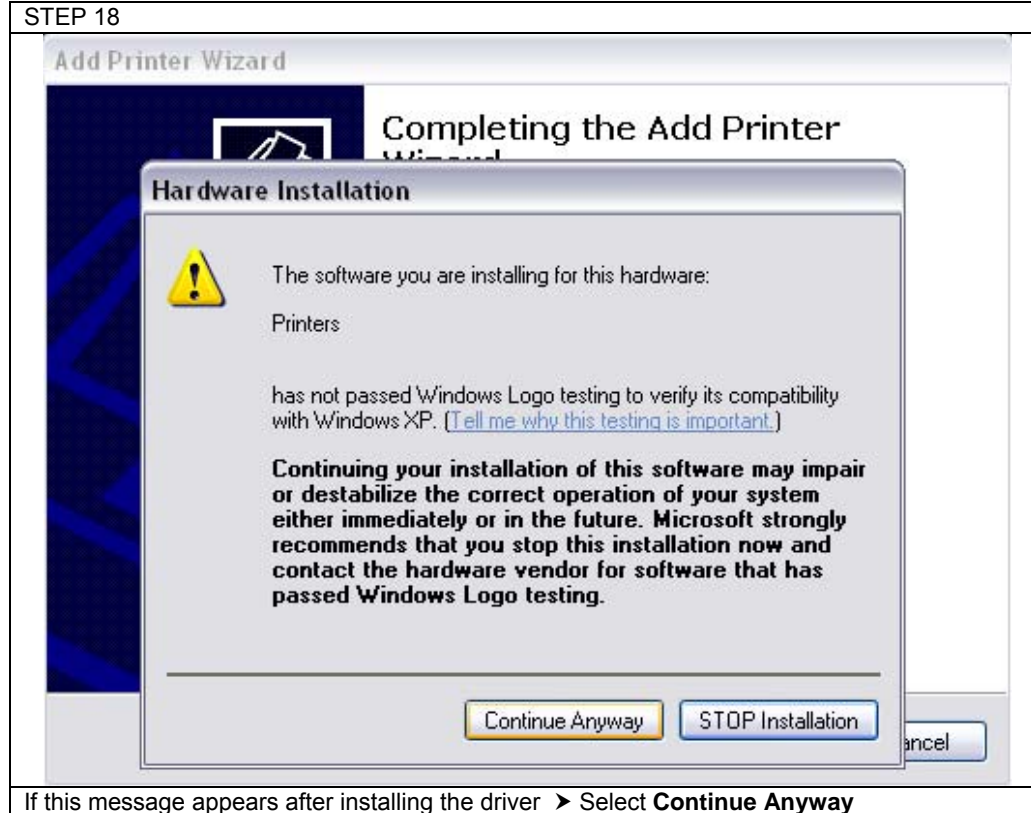 STEP 18
Add Printer Wizard
Completing the Add Printer
Hardware Installation
The software you are installing for this hardware:
Printers
has not passed Windows Logo testing to verify its compatibility
with Windows XP. (Tell me why this testing is important.)
Continuing your installation of this software may impair
or destabilize the correct operation of your system
either immediately or in the future. Microsoft strongly
recommends that you stop this installation now and
contact the hardware vendor for software that has
passed Windows Logo testing.
Continue Anyway STOP Installation
ancel
If this message appears after installing the driver ➤ Select Continue Anyway